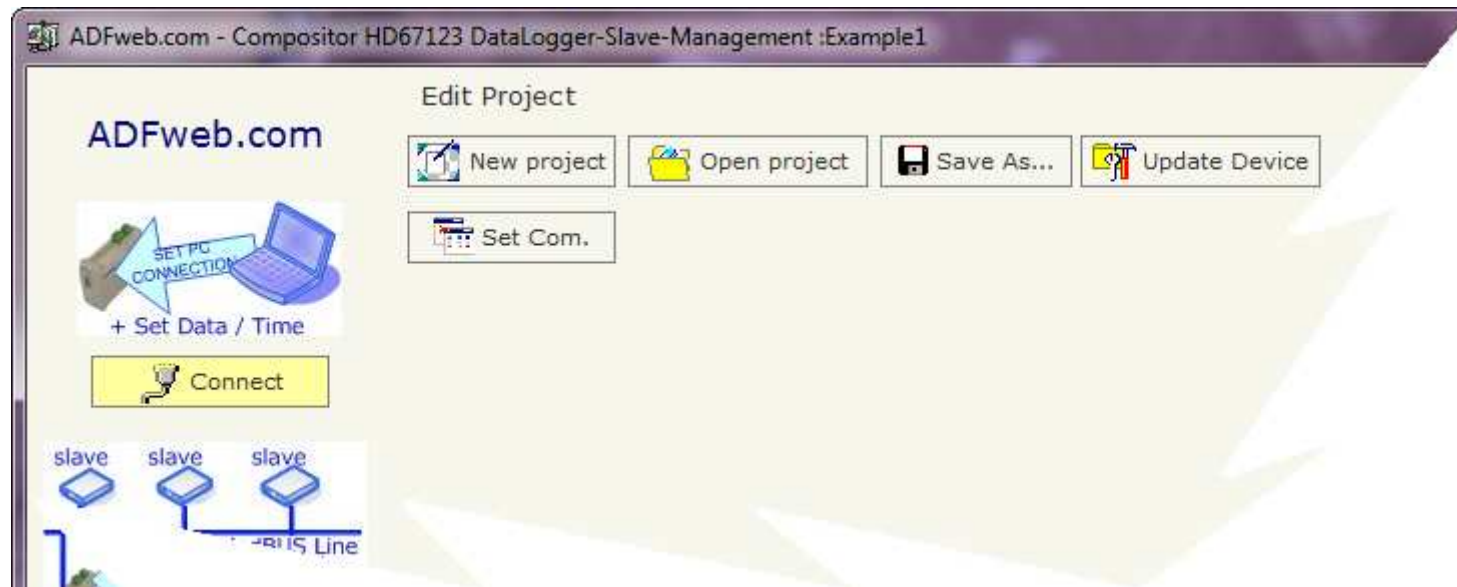 ADFweb.com - Compositor HD67123 DataLogger-Slave-Management :Example1
Edit Project
ADFweb.com
New project
Open project
Save As...
Update Device
Set Com.
SET PC
CONNECTION
+ Set Data / Time
Connect
slave slave slave
Line